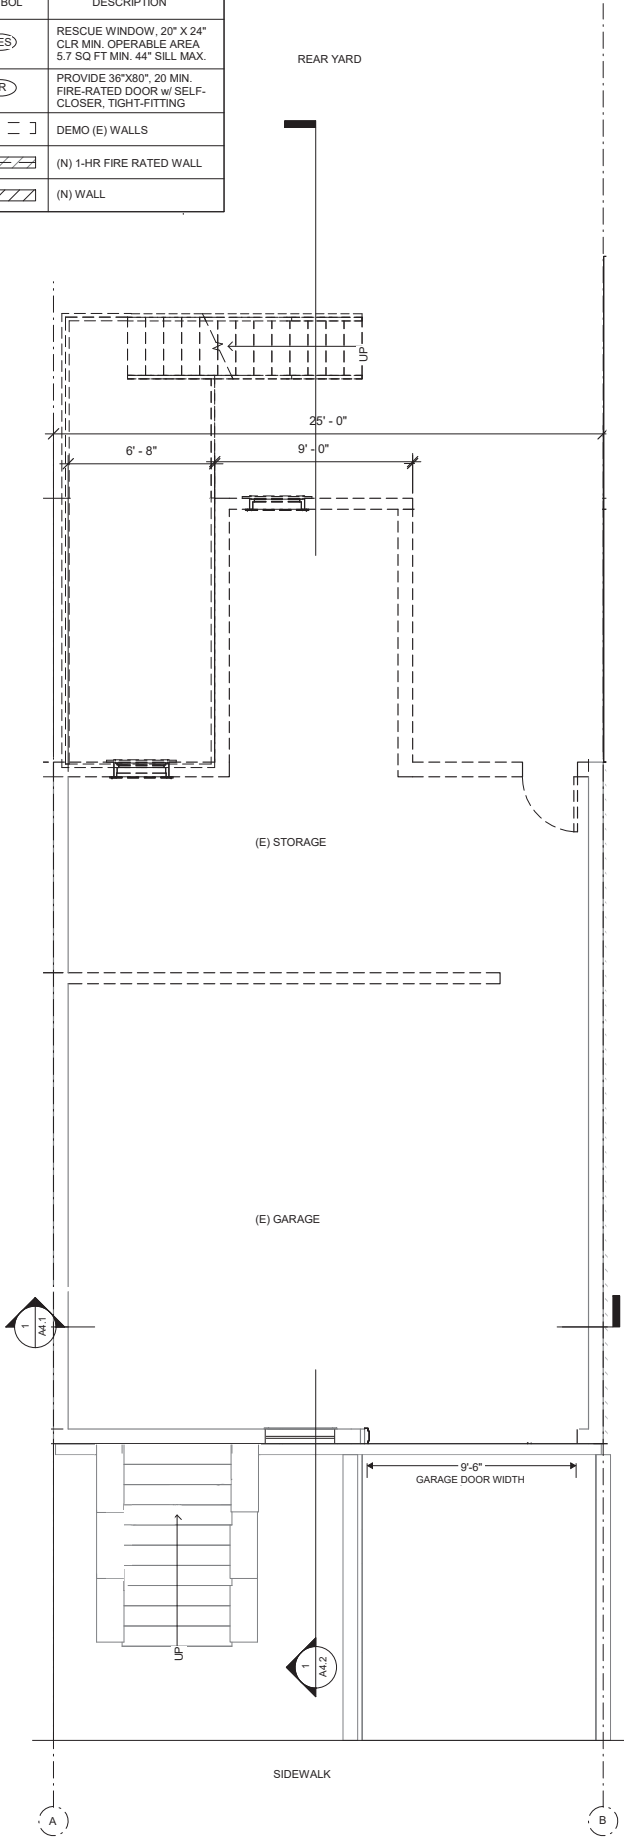 DESCRIPTION
RESCUE WINDOW, 20" X 24"
CLR MIN. OPERABLE AREA
5.7 SQ FT MIN. 44" SILL MAX.
PROVIDE 36"X80", 20 MIN.
FIRE-RATED DOOR w/ SELF-
CLOSER, TIGHT-FITTING
DEMO (E) WALLS
(N) 1-HR FIRE RATED WALL
(N) WALL
REAR YARD
UP
25' - 0"
6' - 8"
9' - 0"
(E) STORAGE
(E) GARAGE
1
A4.1
9'-6"
GARAGE DOOR WIDTH
UP
1
A4.2
SIDEWALK
A
B